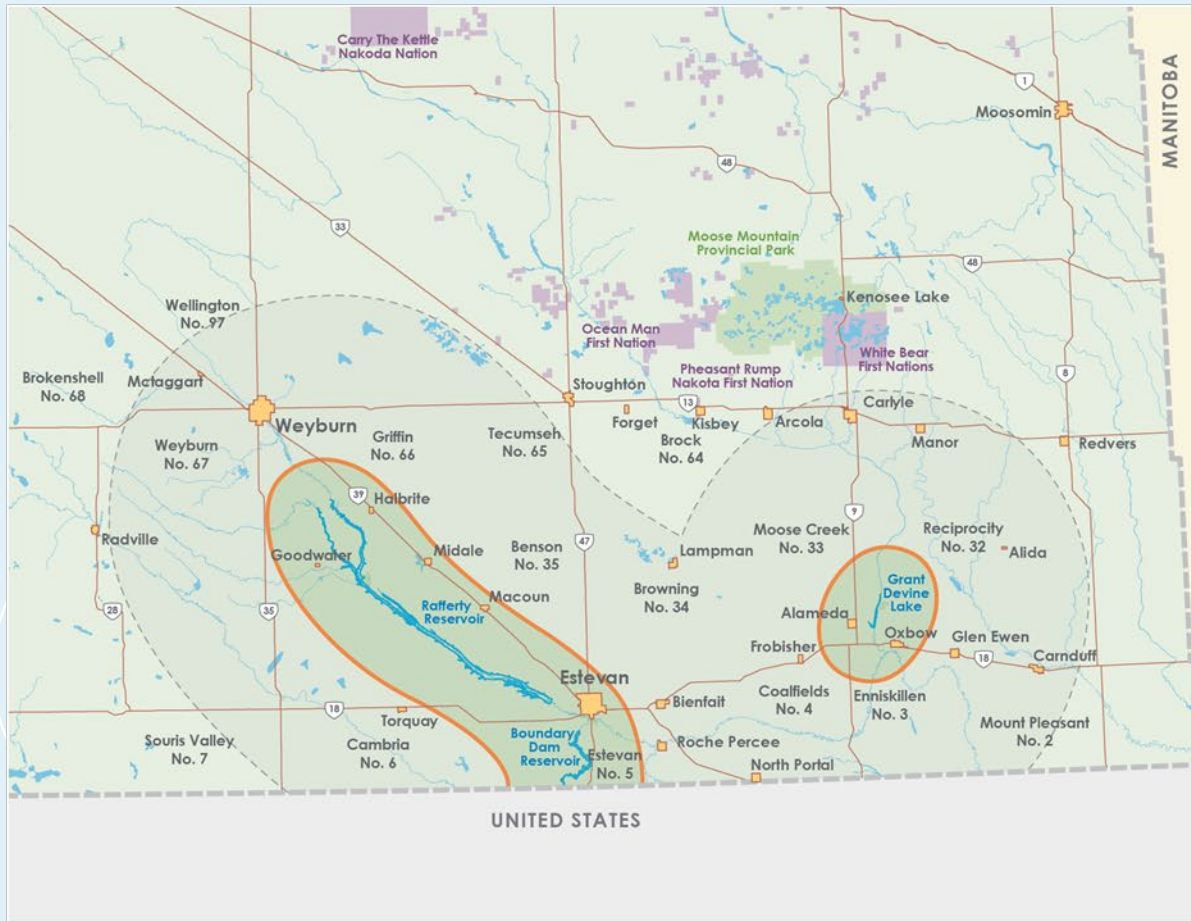 Carry The Kettle
Nakoda Nation
1
Moosomin
MANITOBA
48
33
Moose Mountain
Provincial Park
48
Wellington
No. 97
Kenosee Lake
Ocean Man
First Nation
White Bear
First Nations
Pheasant Rump
Nakota First Nation
Brokenshell
No. 68
Mctaggart
Stoughton
8
13
Forget
Kisbey
Arcola
Carlyle
Weyburn
Manor
Redvers
Weyburn
No. 67
Griffin
No. 66
Tecumseh
No. 65
Brock
No. 64
39
Halbrite
9
Radville
Moose Creek
No. 33
Reciprocity
No. 32
Alida
Goodwater
Midale
Benson
No. 35
47
Lampman
Browning
No. 34
Grant
Devine
Lake
28
35
Rafferty
Reservoir
Macoun
Alameda
Oxbow
Glen Ewen
Frobisher
18
Carnduff
Estevan
Bienfait
Coalfields
No. 4
Enniskillen
No. 3
18
Torquay
Mount Pleasant
No. 2
Souris Valley
No. 7
Cambria
No. 6
Boundary
Dam
Reservoir
Estevan
No. 5
Roche Percee
North Portal
UNITED STATES